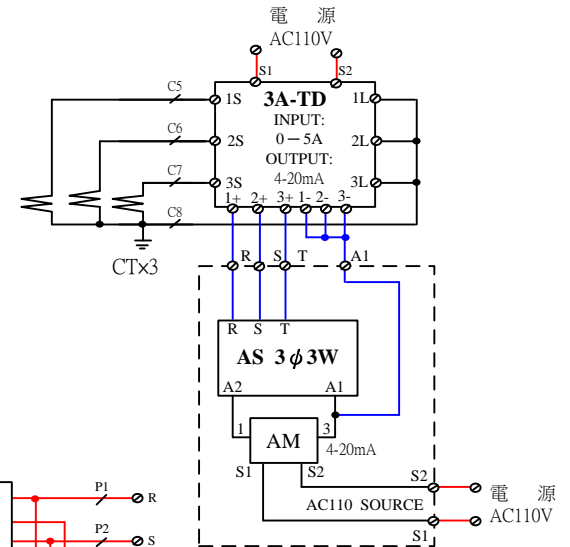 電 源
AC110V
S1 S2
C5
3A-TD
1S 1L
INPUT:
0－5A
C6
2S 2L
OUTPUT:
4-20mA
C7
3S 3L
1+ 2+ 3+ 1- 2- 3-
C8
CTx3
R S T A1
R S T
AS 3φ3W
A2 A1
1 AM 3
4-20mA
S1 S2
S2
AC110 SOURCE
S1
電 源
AC110V
P1 R
P2 S